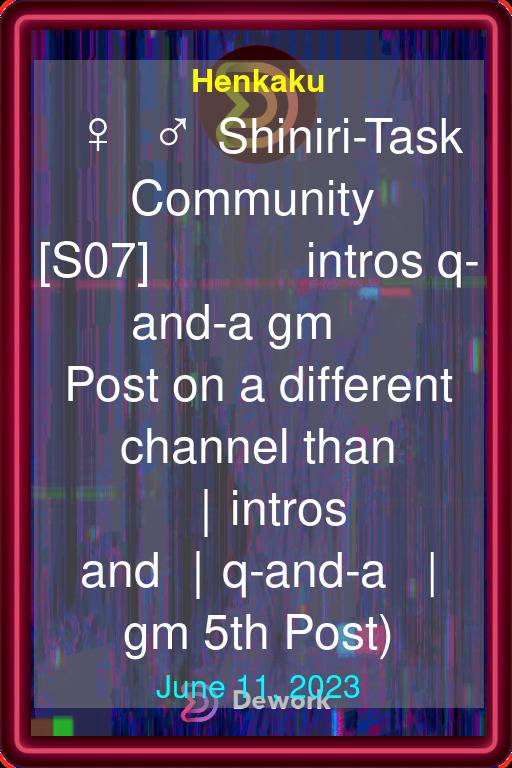 Henkaku
♀ ♂ Shiniri-Task
Community
[S07] intros q-
and-a gm
Post on a different
channel than
| intros
and | q-and-a |
gm 5th Post)
June 11, 2023
Dework